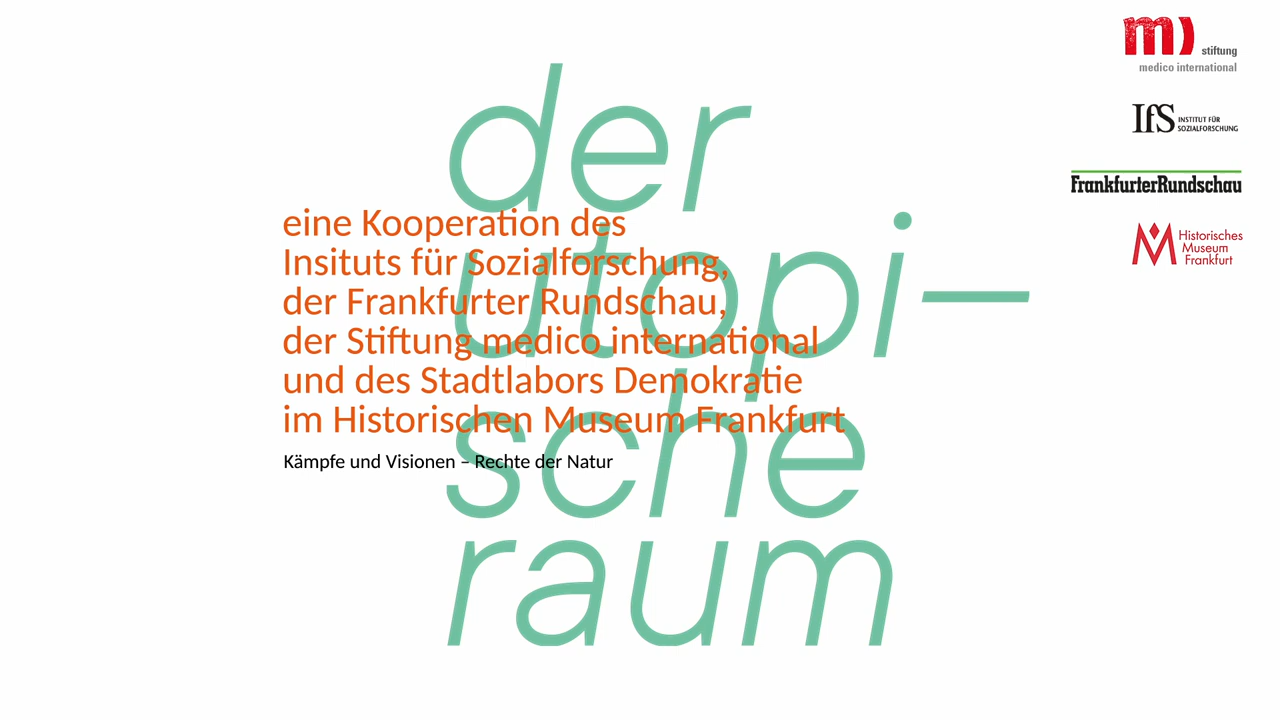 der
utopi–
sche
raum
eine Kooperation des
Insituts für Sozialforschung,
der Frankfurter Rundschau,
der Stiftung medico international
und des Stadtlabors Demokratie
im Historischen Museum Frankfurt
Kämpfe und Visionen – Rechte der Natur
m) stiftung
medico international
IfS INSTITUT FÜR
SOZIALFORSCHUNG
FrankfurterRundschau
Historisches
Museum
Frankfurt